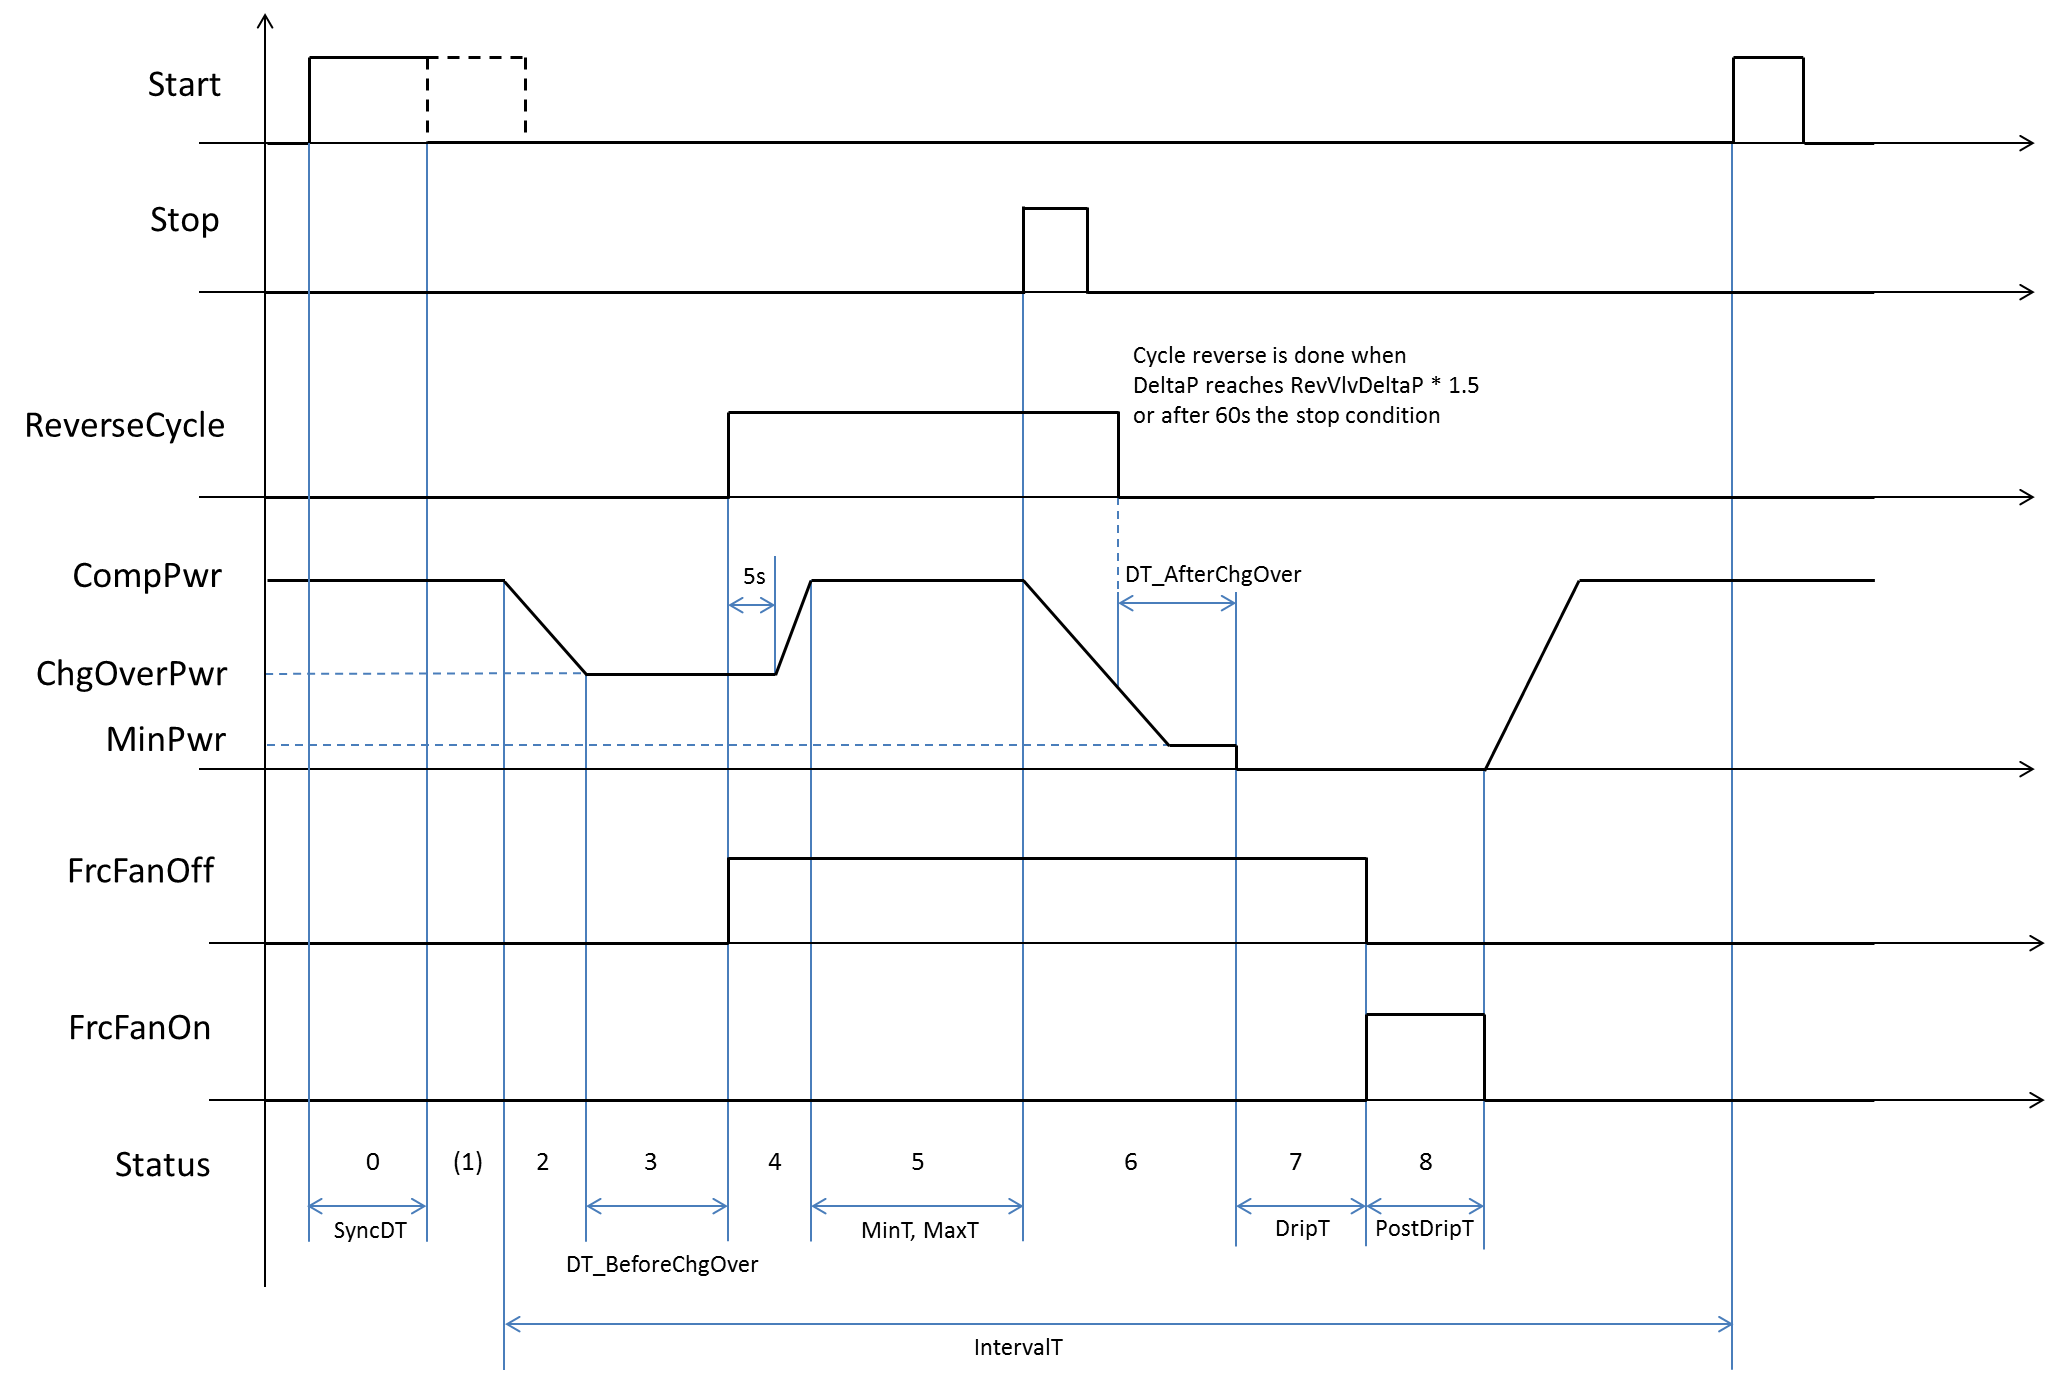 Start
Stop
Cycle reverse is done when
DeltaP reaches RevVlvDeltaP * 1.5
or after 60s the stop condition
ReverseCycle
CompPwr
5s
DT_AfterChgOver
ChgOverPwr
MinPwr
FrcFanOff
FrcFanOn
Status
0
(1)
2
3
4
5
6
7
8
SyncDT
MinT, MaxT
DripT
PostDripT
DT_BeforeChgOver
IntervalT